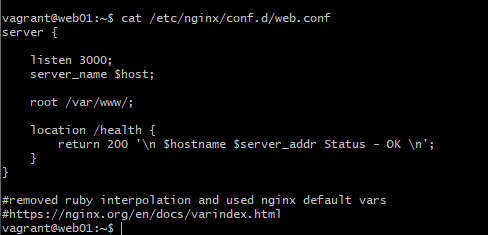 vagrant@web01:~$ cat /etc/nginx/conf.d/web.conf
server {
listen 3000;
server_name $host;
root /var/www/;
location /health {
return 200 '\n $hostname $server_addr Status - OK \n';
}
}
#removed ruby interpolation and used nginx default vars
#https://nginx.org/en/docs/varindex.html
vagrant@web01:~$